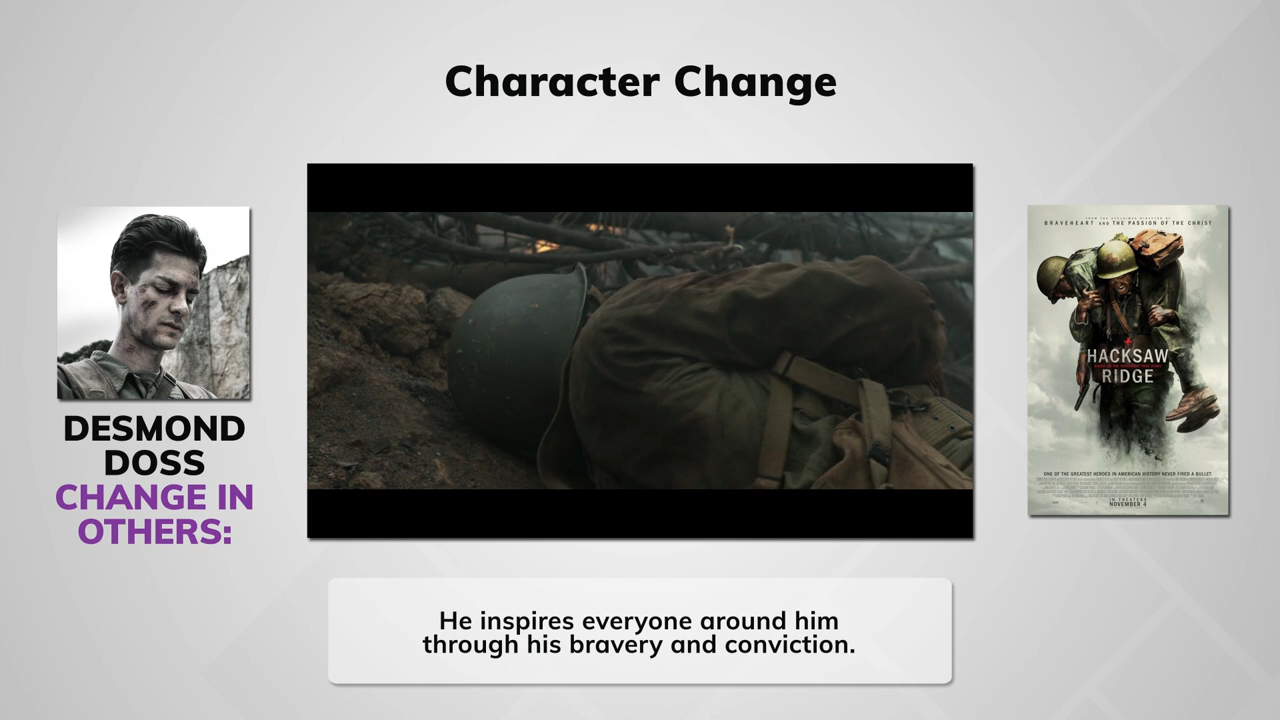 Character Change
DESMOND
DOSS
CHANGE IN
OTHERS:
BRAVEHEART AND THE PASSION OF THE CHRIST
HACKSAW
RIDGE
ONE OF THE GREATEST HEROES IN AMERICAN HISTORY NEVER FIRED A BULLET.
IN THEATERS
NOVEMBER 4
He inspires everyone around him
through his bravery and conviction.